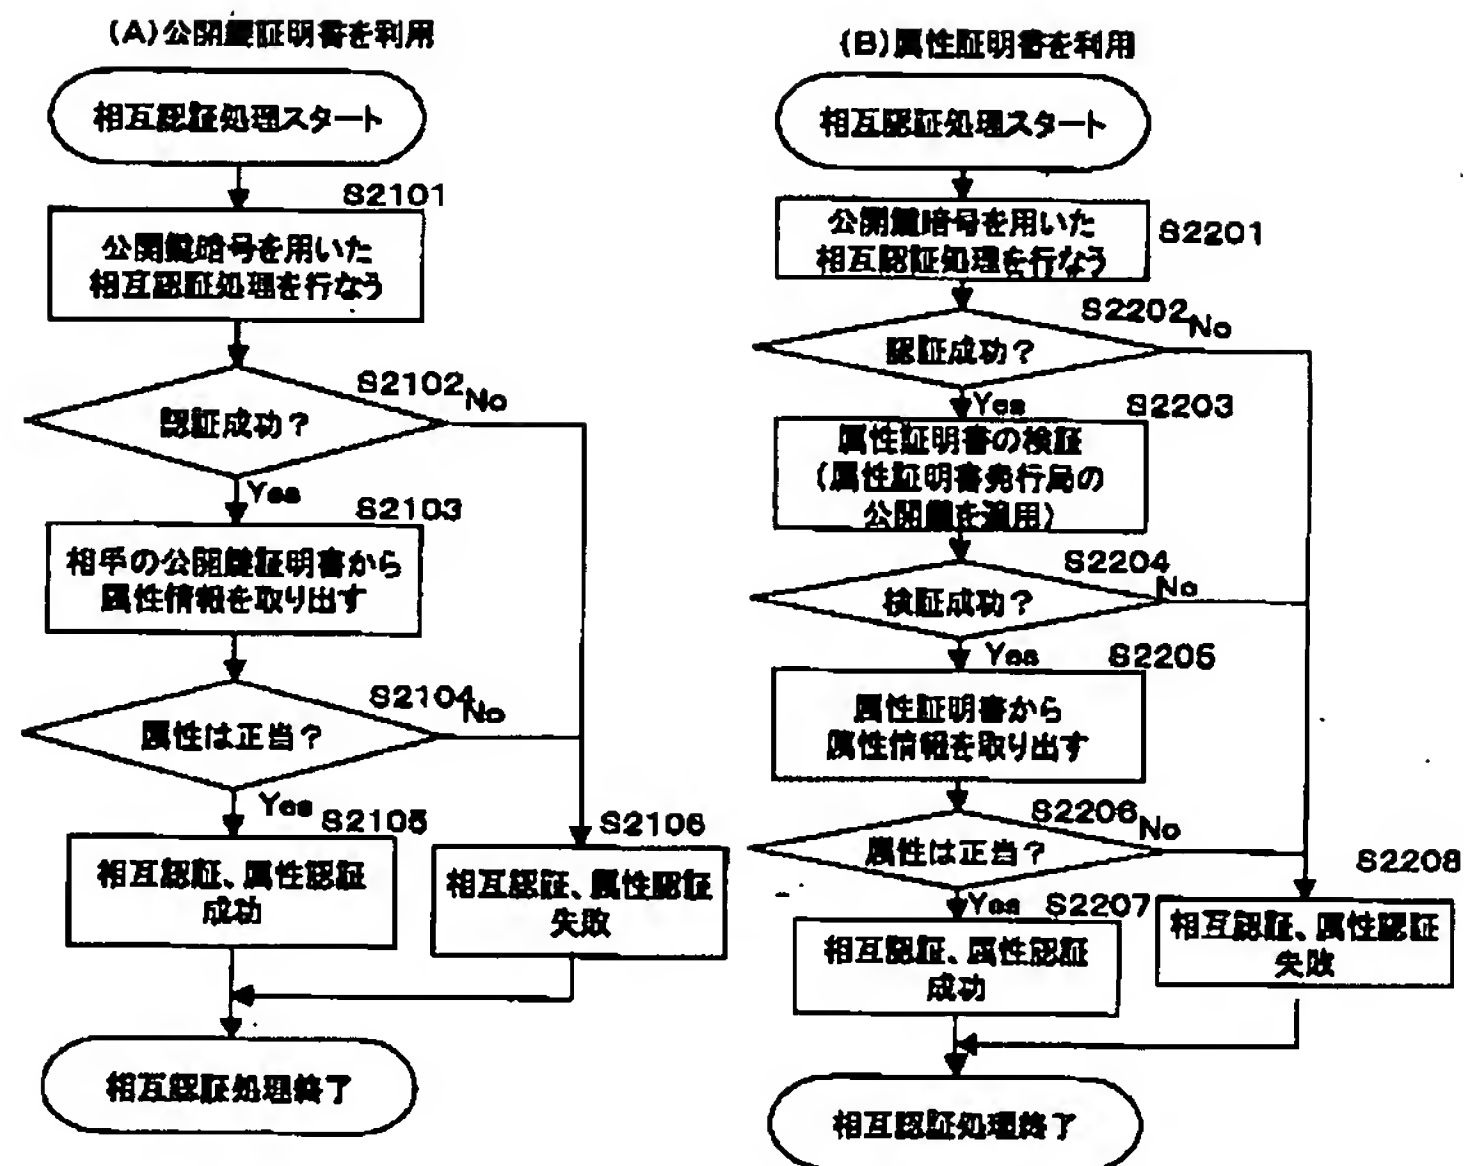 (A)公開鍵証明書を利用
相互認証処理スタート
S2101
公開鍵暗号を用いた
相互認証処理を行なう
S2102
No
認証成功?
Yes
S2103
相手の公開鍵証明書から
属性情報を取り出す
S2104
No
属性は正当?
Yes
S2105
相互認証、属性認証
成功
S2106
相互認証、属性認証
失敗
相互認証処理終了
(B)属性証明書を利用
相互認証処理スタート
公開鍵暗号を用いた
相互認証処理を行なう
S2201
S2202
No
認証成功?
Yes
S2203
属性証明書の検証
(属性証明書発行局の
公開鍵を適用)
S2204
No
検証成功?
Yes
S2205
属性証明書から
属性情報を取り出す
S2206
No
属性は正当?
Yes
S2207
相互認証、属性認証
成功
S2208
相互認証、属性認証
失敗
相互認証処理終了